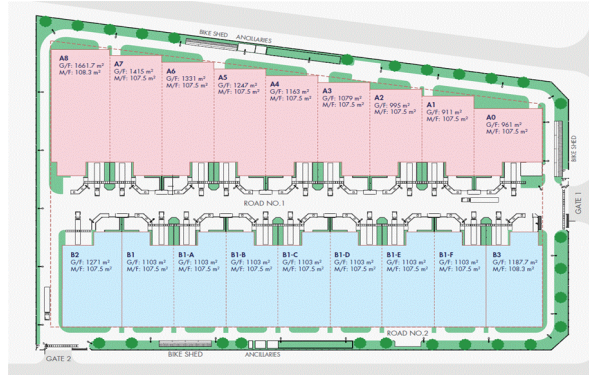 BIKE SHED
ANCILLARIES
A8
G/F: 1661.7 m²
M/F: 108.3 m²
A7
G/F: 1415 m²
M/F: 107.5 m²
A6
G/F: 1331 m²
M/F: 107.5 m²
A5
G/F: 1247 m²
M/F: 107.5 m²
A4
G/F: 1163 m²
M/F: 107.5 m²
A3
G/F: 1079 m²
M/F: 107.5 m²
A2
G/F: 995 m²
M/F: 107.5 m²
A1
G/F: 911 m²
M/F: 107.5 m²
A0
G/F: 961 m²
M/F: 107.5 m²
BIKE SHED
GATE 1
ROAD NO.1
B2
G/F: 1271 m²
M/F: 107.5 m²
B1
G/F: 1103 m²
M/F: 107.5 m²
B1-A
G/F: 1103 m²
M/F: 107.5 m²
B1-B
G/F: 1103 m²
M/F: 107.5 m²
B1-C
G/F: 1103 m²
M/F: 107.5 m²
B1-D
G/F: 1103 m²
M/F: 107.5 m²
B1-E
G/F: 1103 m²
M/F: 107.5 m²
B1-F
G/F: 1103 m²
M/F: 107.5 m²
B3
G/F: 1187.7 m²
M/F: 108.3 m²
ROAD NO.2
GATE 2
BIKE SHED
ANCILLARIES